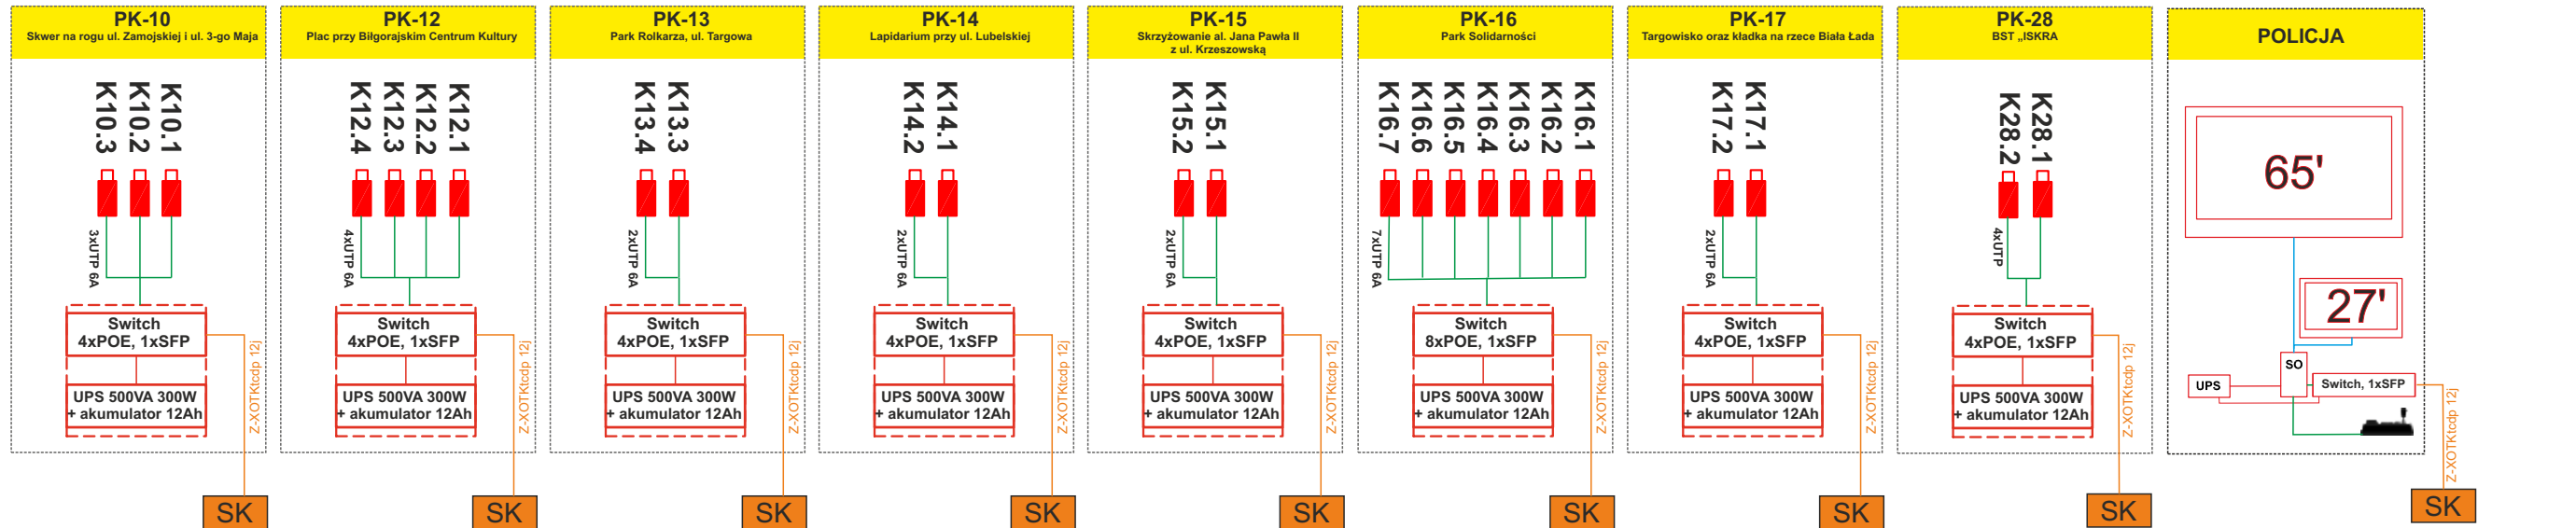 PK-10
Skwer na rogu ul. Zamojskiej i ul. 3-go Maja
K10.3
K10.2
K10.1
3xUTP 6A
Switch
4xPOE, 1xSFP
UPS 500VA 300W
+ akumulator 12Ah
Z-XOTKtcdp 12j
SK
PK-12
Plac przy Biłgorajskim Centrum Kultury
K12.4
K12.3
K12.2
K12.1
4xUTP 6A
Switch
4xPOE, 1xSFP
UPS 500VA 300W
+ akumulator 12Ah
Z-XOTKtcdp 12j
SK
PK-13
Park Rolkarza, ul. Targowa
K13.4
K13.3
2xUTP 6A
Switch
4xPOE, 1xSFP
UPS 500VA 300W
+ akumulator 12Ah
Z-XOTKtcdp 12j
SK
PK-14
Lapidarium przy ul. Lubelskiej
K14.2
K14.1
2xUTP 6A
Switch
4xPOE, 1xSFP
UPS 500VA 300W
+ akumulator 12Ah
Z-XOTKtcdp 12j
SK
PK-15
Skrzyżowanie al. Jana Pawła II
z ul. Krzeszowską
K15.2
K15.1
2xUTP 6A
Switch
4xPOE, 1xSFP
UPS 500VA 300W
+ akumulator 12Ah
Z-XOTKtcdp 12j
SK
PK-16
Park Solidarności
K16.7
K16.6
K16.5
K16.4
K16.3
K16.2
K16.1
7xUTP 6A
Switch
8xPOE, 1xSFP
UPS 500VA 300W
+ akumulator 12Ah
Z-XOTKtcdp 12j
SK
PK-17
Targowisko oraz kładka na rzece Biała Łada
K17.2
K17.1
2xUTP 6A
Switch
4xPOE, 1xSFP
UPS 500VA 300W
+ akumulator 12Ah
Z-XOTKtcdp 12j
SK
PK-28
BST „ISKRA
K28.2
K28.1
4xUTP
Switch
4xPOE, 1xSFP
UPS 500VA 300W
+ akumulator 12Ah
Z-XOTKtcdp 12j
SK
POLICJA
65'
27'
SO
UPS
Switch, 1xSFP
Z-XOTKtcdp 12j
SK